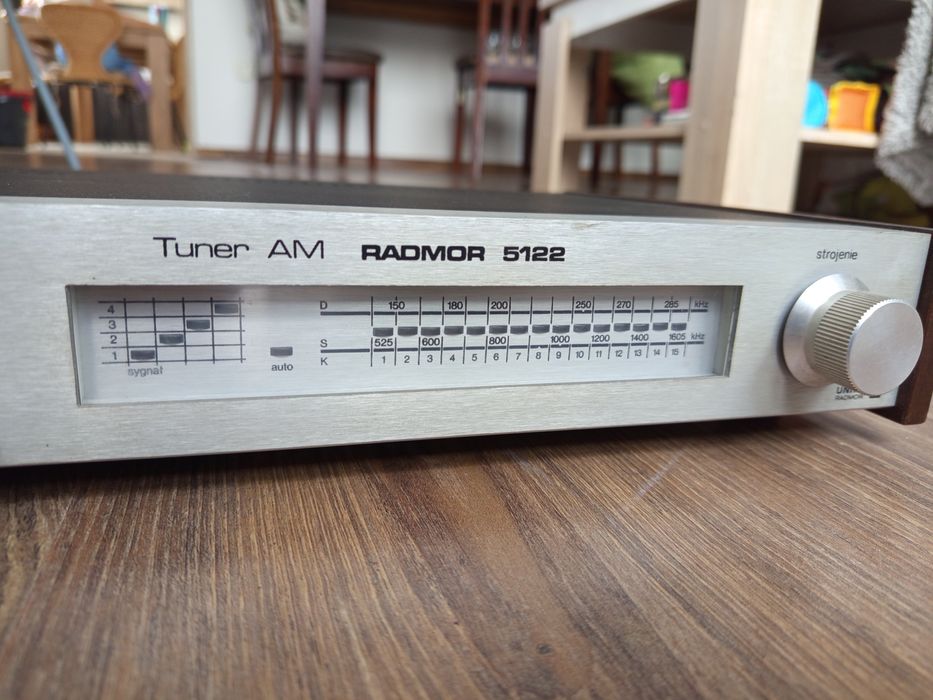 Tuner AM RADMOR 5122
strojenie
4
3
2
1
sygnał
auto
D 150 180 200 250 270 285 kHz
S 525 600 800 1000 1200 1400 1605 kHz
K 1 2 3 4 5 6 7 8 9 10 11 12 13 14 15
RADMOR